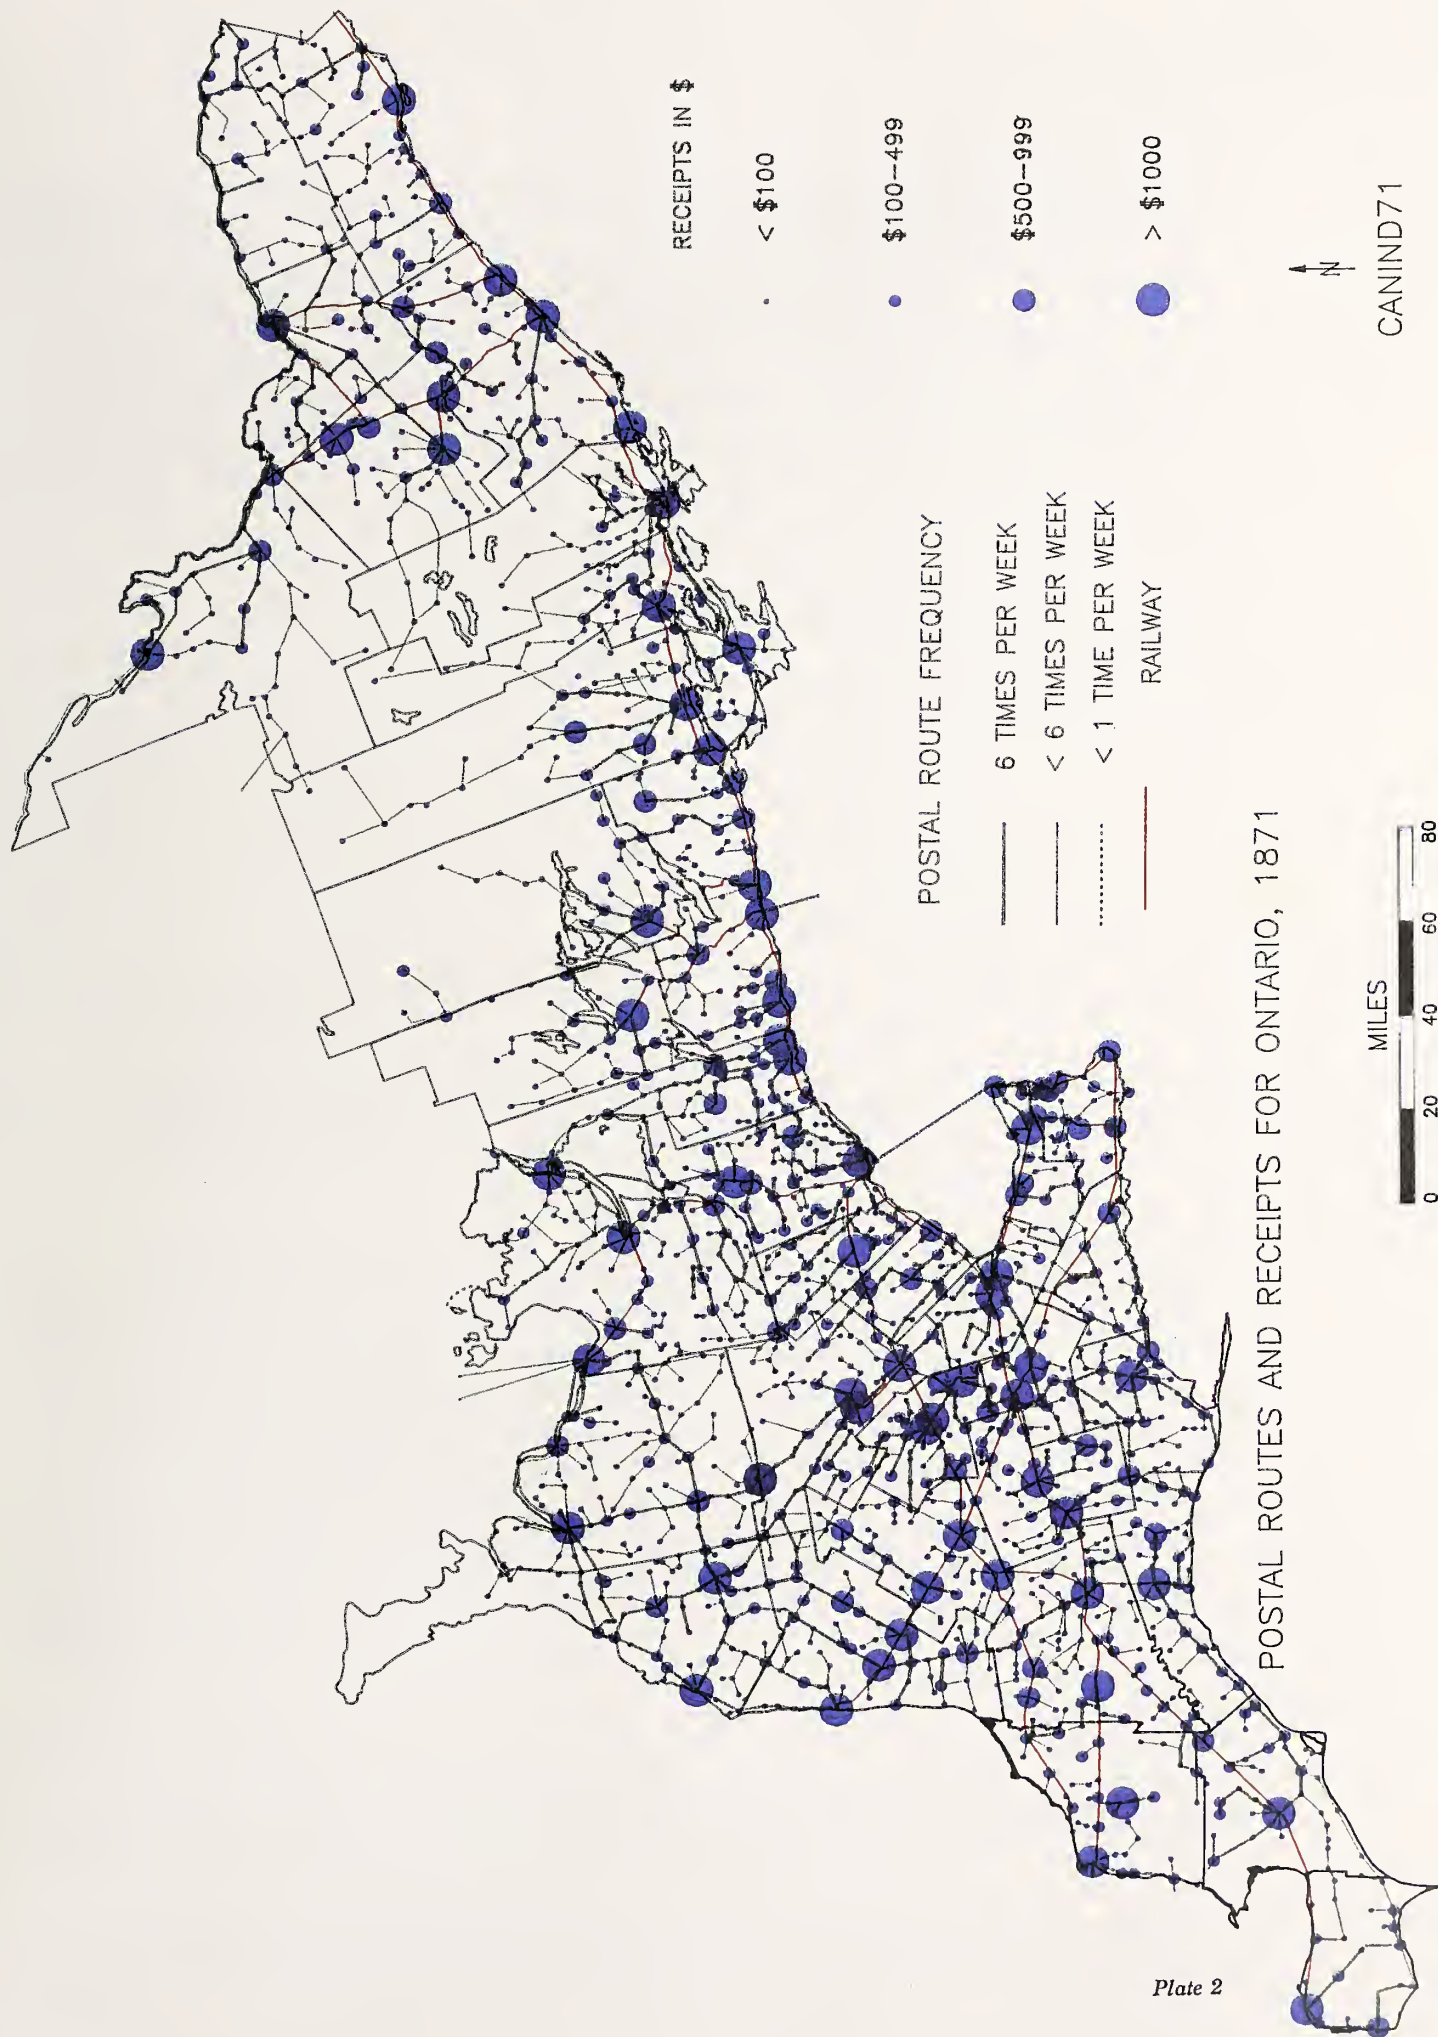 RECEIPTS IN $
< $100
$100-499
$500-999
> $1000
N
CANIND71
POSTAL ROUTE FREQUENCY
6 TIMES PER WEEK
< 6 TIMES PER WEEK
< 1 TIME PER WEEK
RAILWAY
POSTAL ROUTES AND RECEIPTS FOR ONTARIO, 1871
MILES
0 20 40 60 80
Plate 2